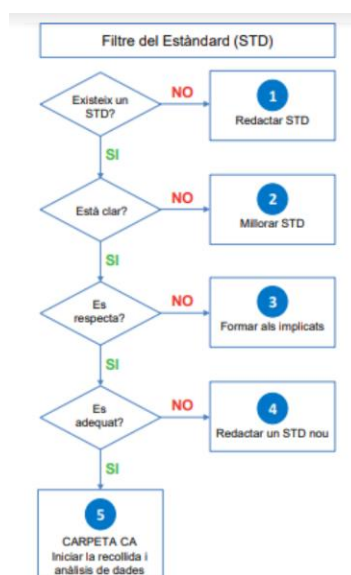 Filtre del Estàndard (STD)
Existeix un
STD?
NO
1
Redactar STD
SI
Està clar?
NO
2
Millorar STD
SI
Es
respecta?
NO
3
Formar als implicats
SI
Es
adequat?
NO
4
Redactar un STD nou
SI
5
CARPETA CA
Iniciar la recollida i
análisis de dades